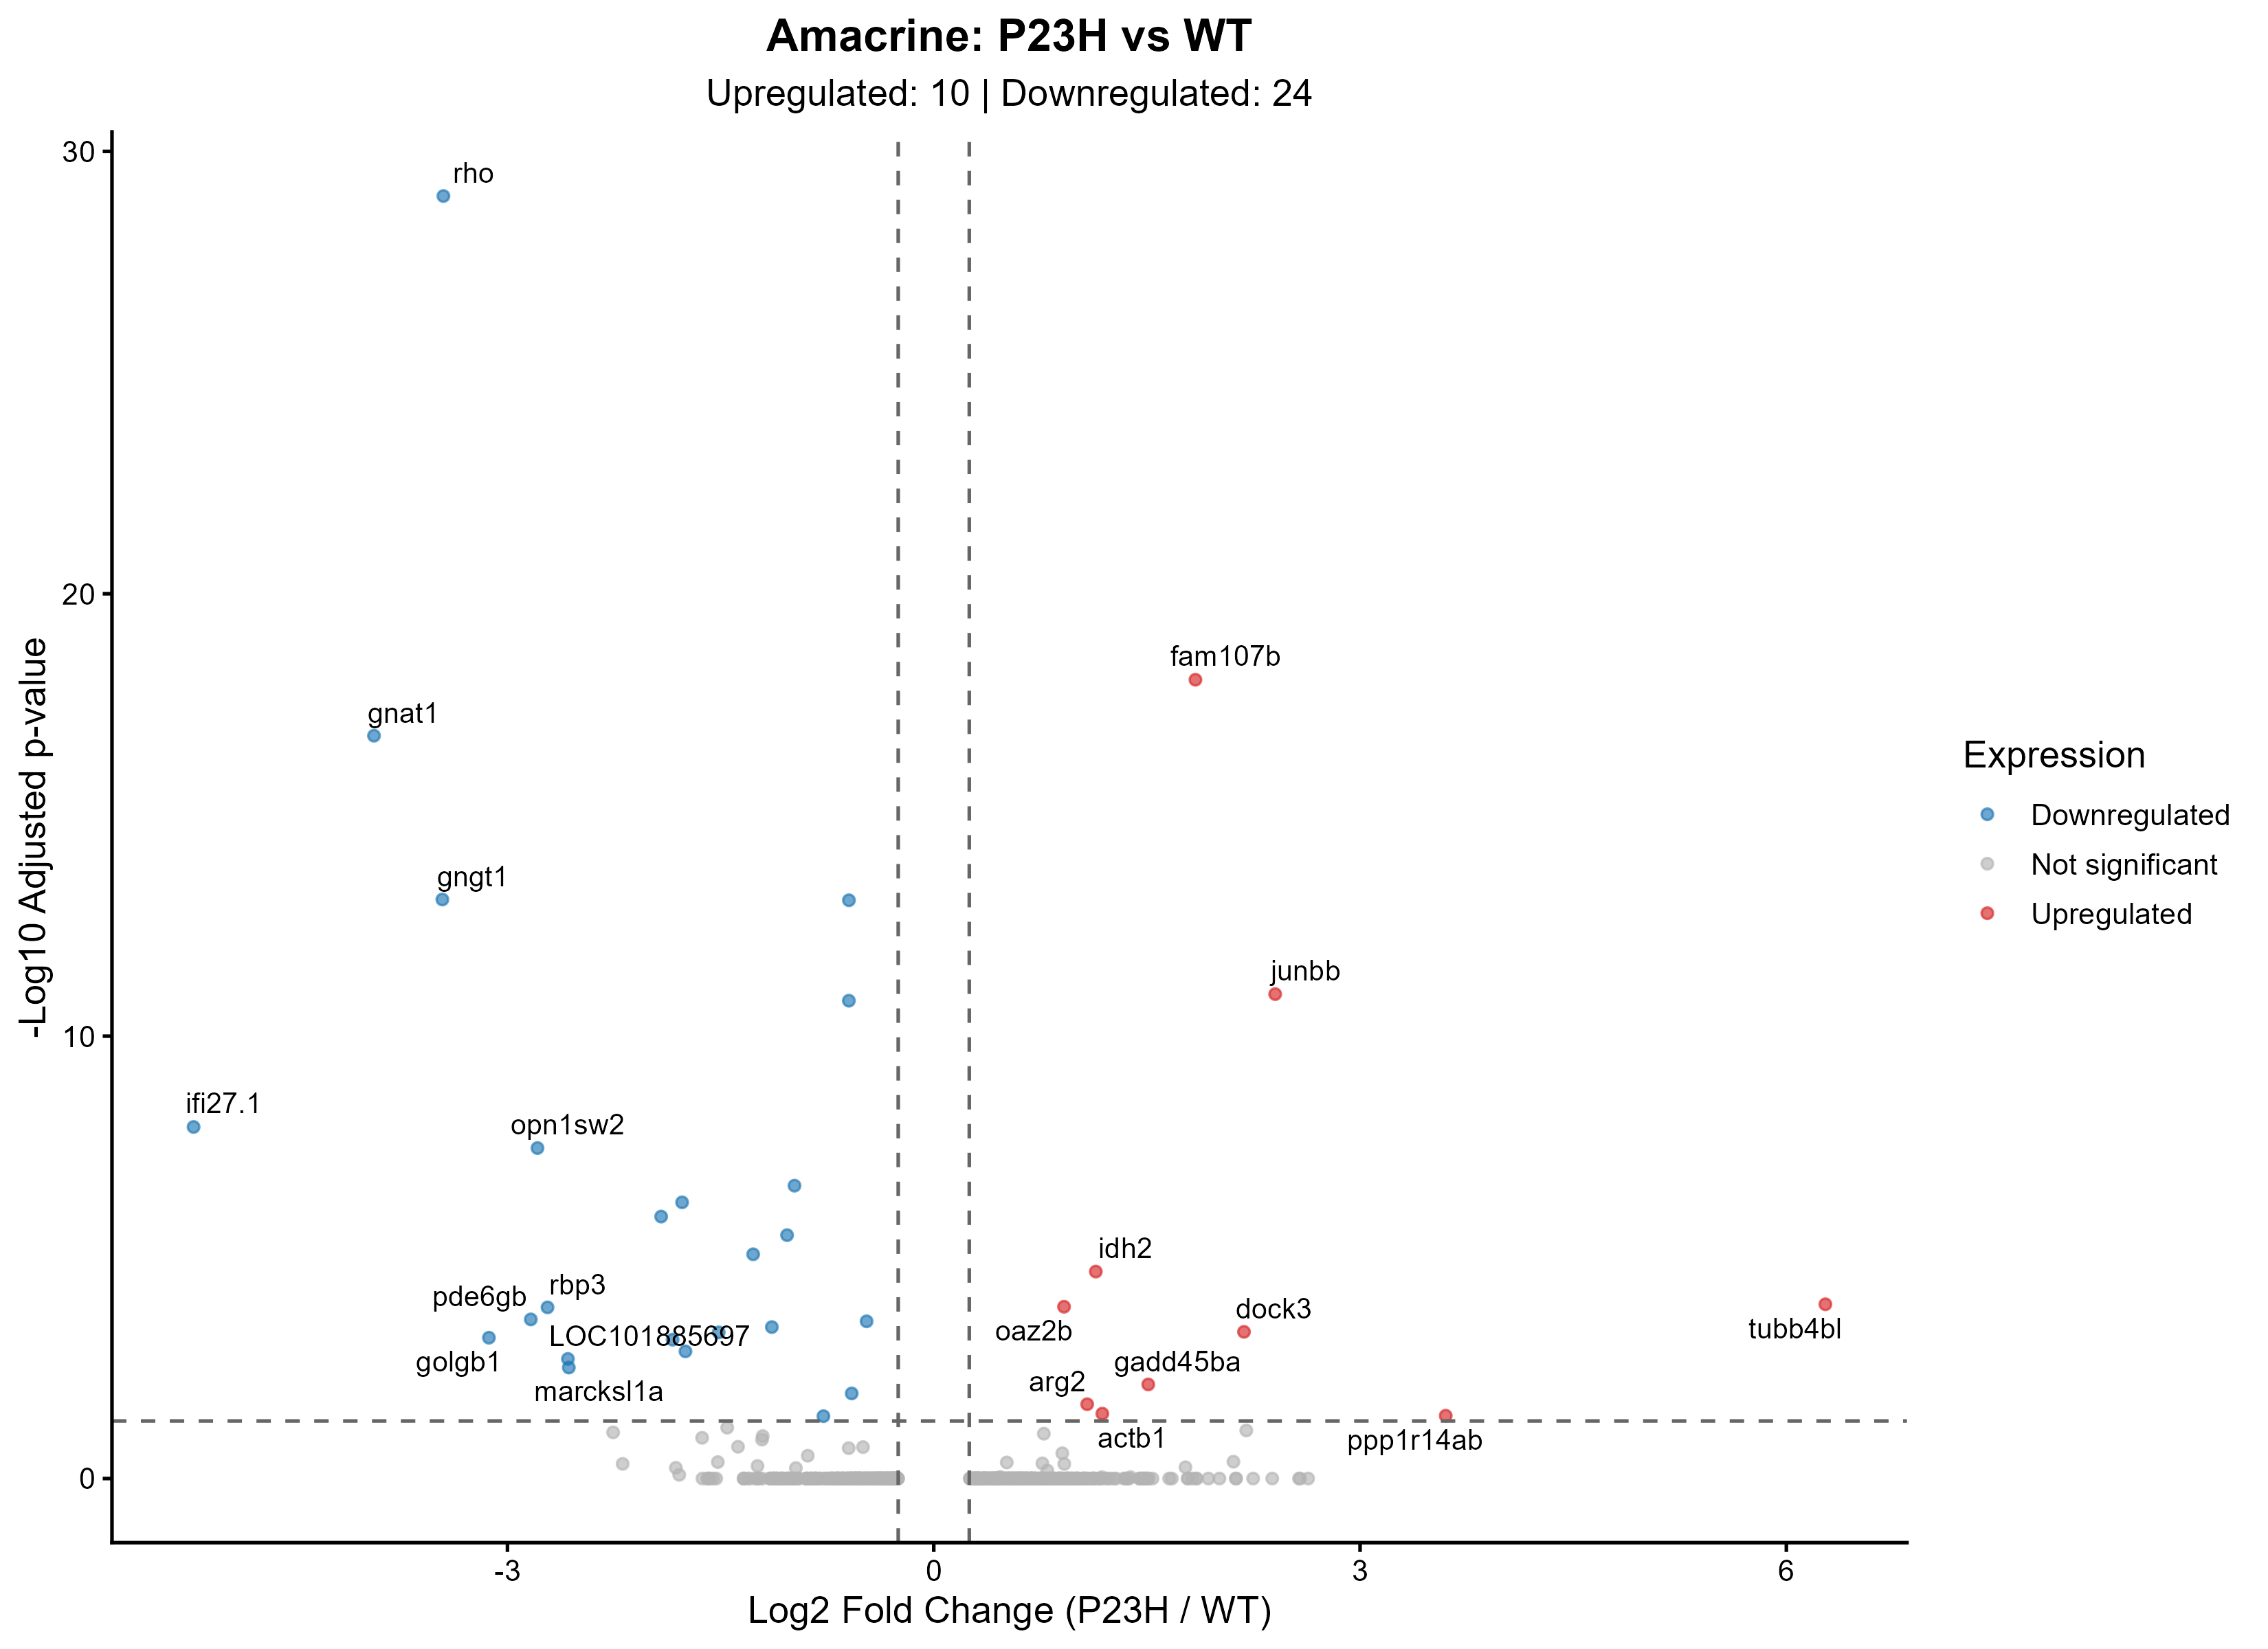 Amacrine: P23H vs WT
Upregulated: 10 | Downregulated: 24
-Log10 Adjusted p-value
30
20
10
0
rho
fam107b
gnat1
gngt1
junbb
ifi27.1
opn1sw2
idh2
rbp3
pde6gb
oaz2b
dock3
tubb4bl
LOC101885697
golgb1
gadd45ba
arg2
marcksl1a
actb1
ppp1r14ab
-3
0
3
6
Log2 Fold Change (P23H / WT)
Expression
Downregulated
Not significant
Upregulated